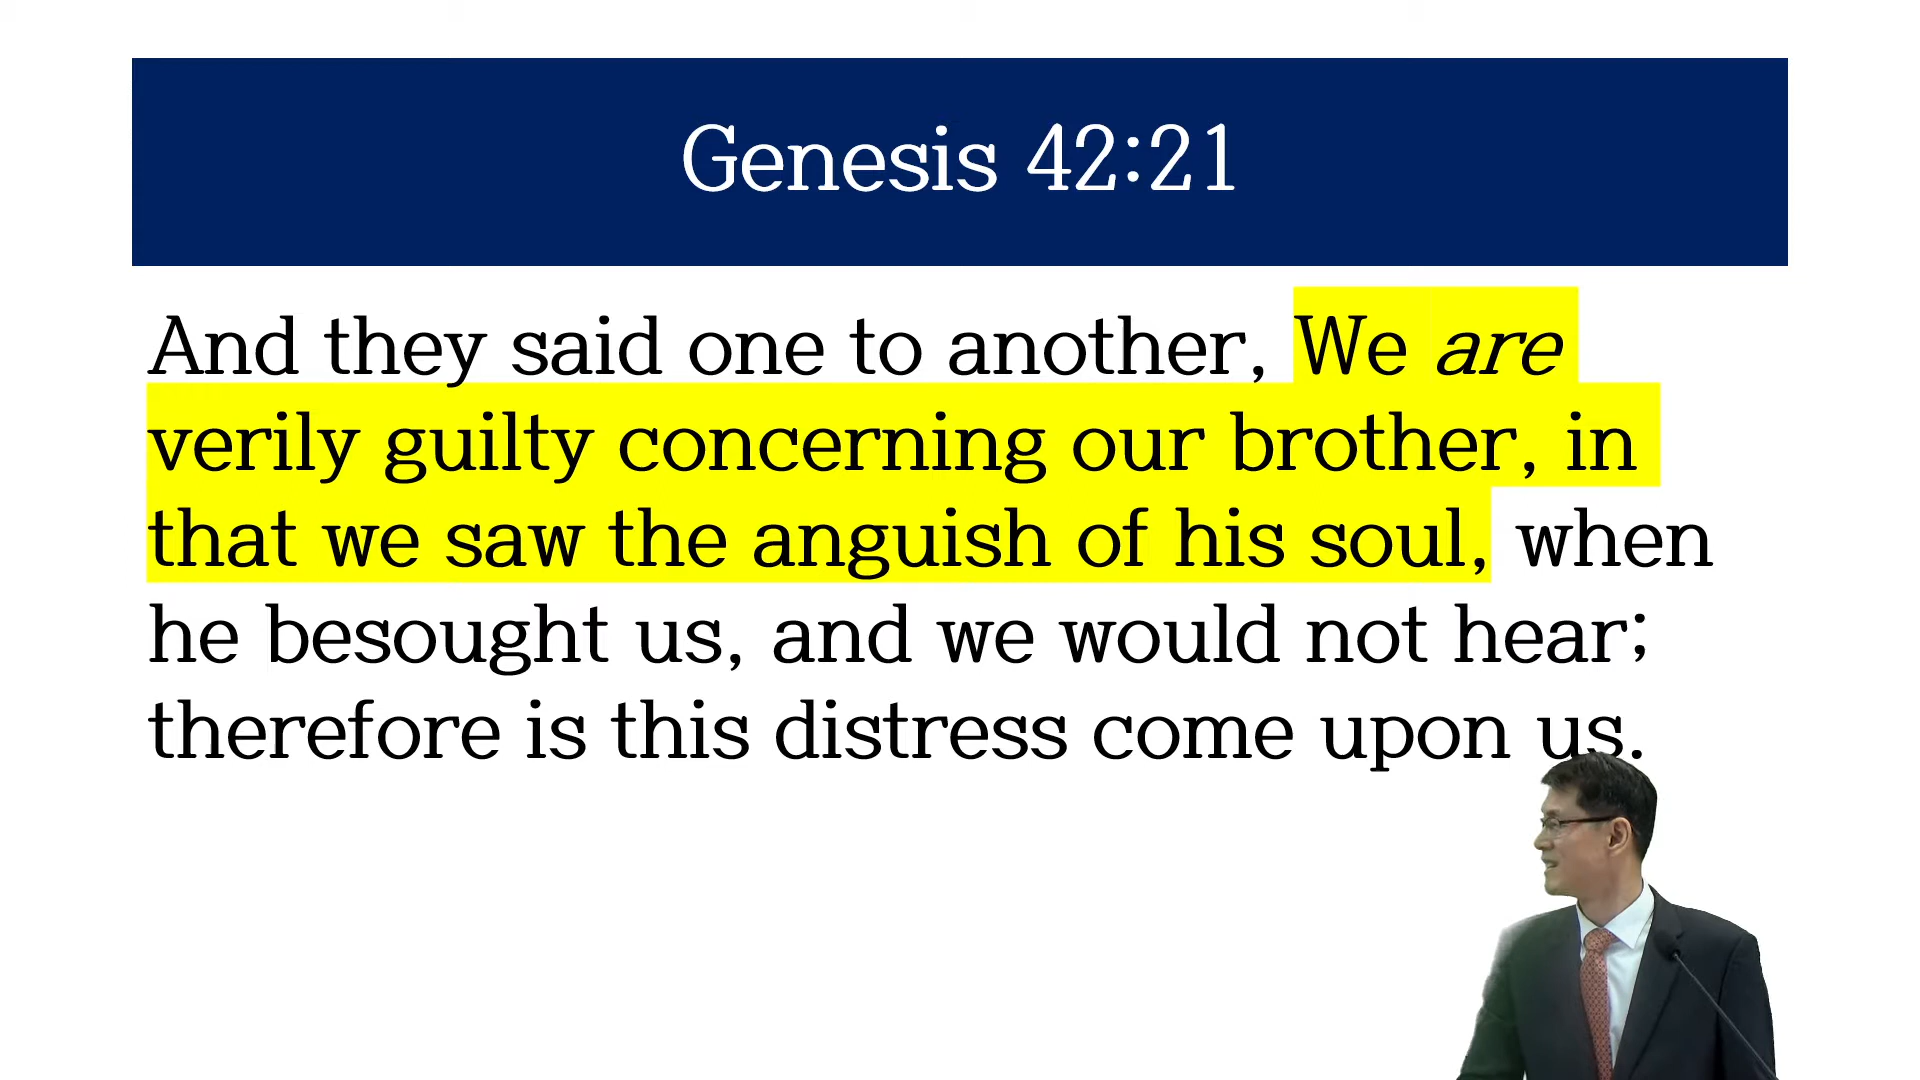 Genesis 42:21
And they said one to another, We are
verily guilty concerning our brother, in
that we saw the anguish of his soul, when
he besought us, and we would not hear;
therefore is this distress come upon us.